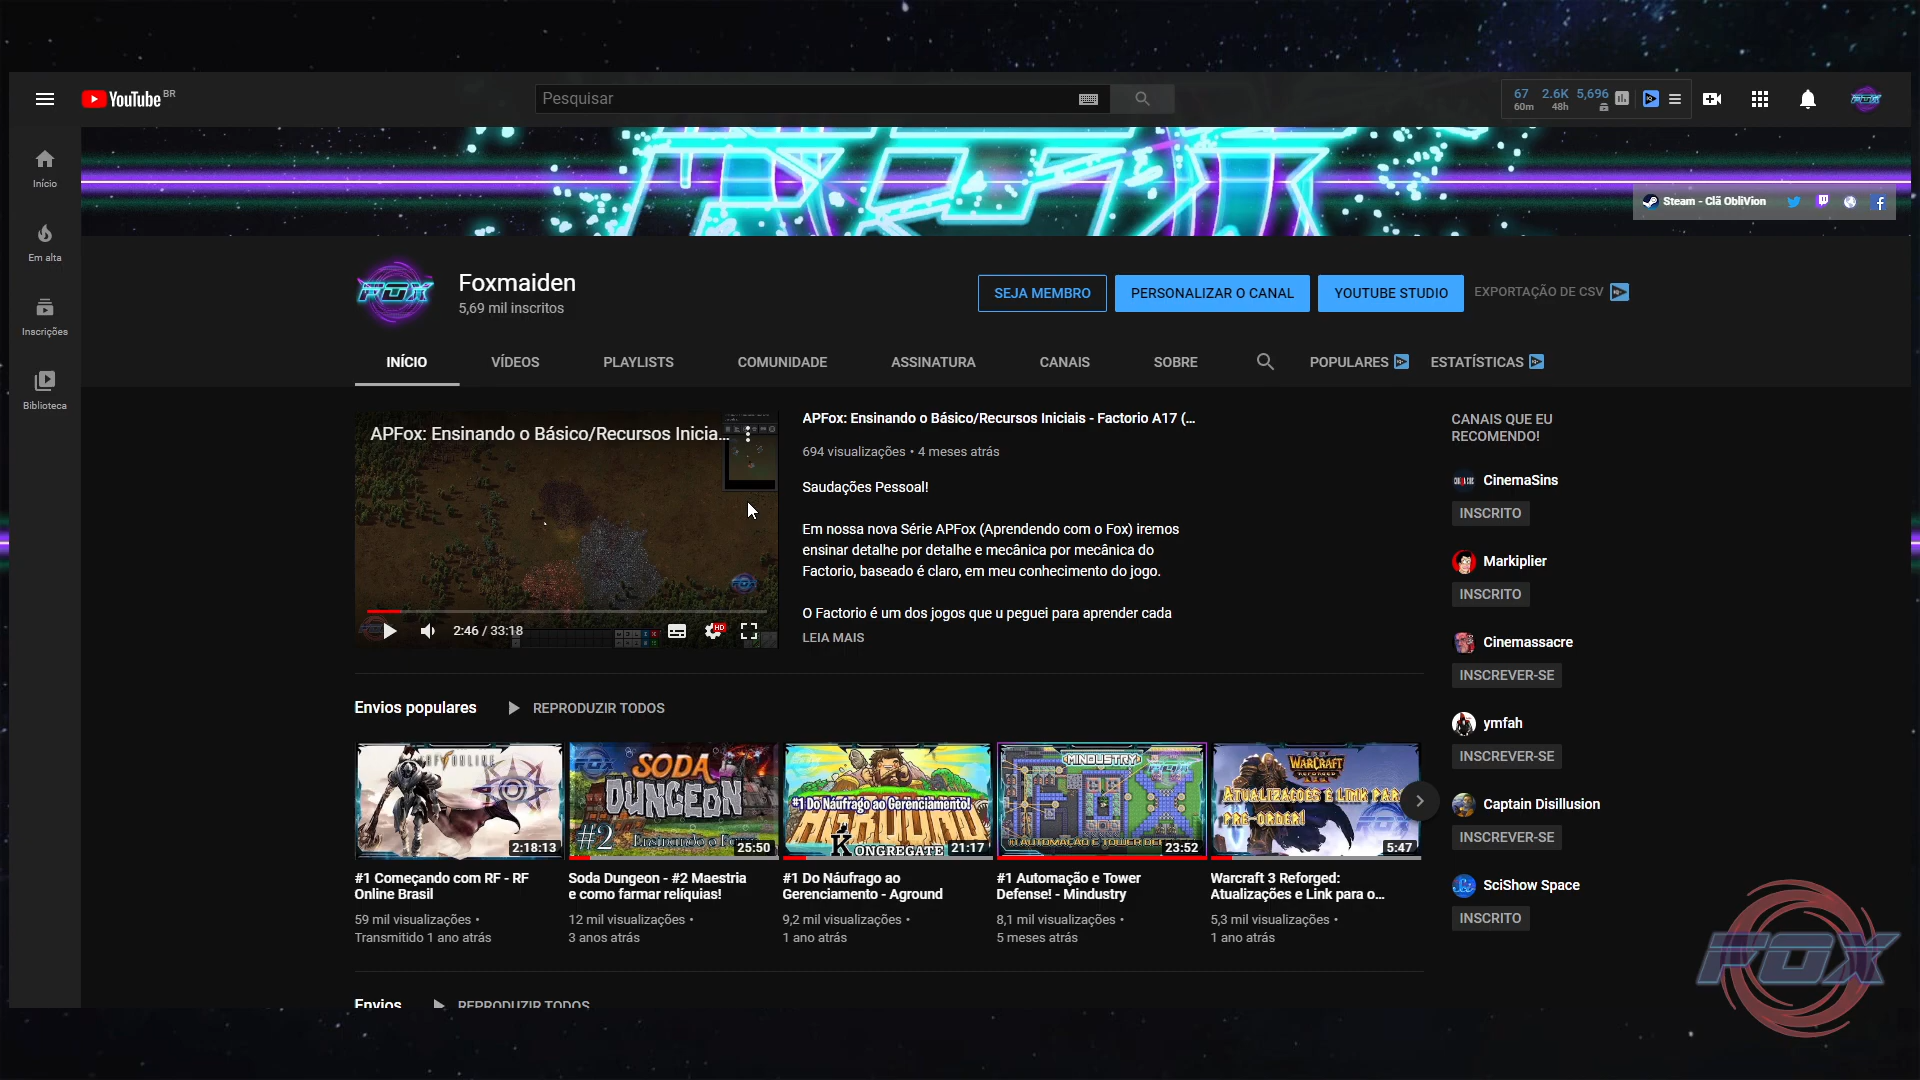 YouTube BR
Pesquisar
67 2.6K 5,696
60m 48h
Início
Em alta
Inscrições
Biblioteca
Steam - Clã ObliVion
FOX
Foxmaiden
5,69 mil inscritos
SEJA MEMBRO
PERSONALIZAR O CANAL
YOUTUBE STUDIO
EXPORTAÇÃO DE CSV
INÍCIO
VÍDEOS
PLAYLISTS
COMUNIDADE
ASSINATURA
CANAIS
SOBRE
POPULARES
ESTATÍSTICAS
APFox: Ensinando o Básico/Recursos Inicia...
2:46 / 33:18
HD
APFox: Ensinando o Básico/Recursos Iniciais - Factorio A17 (...
694 visualizações • 4 meses atrás
Saudações Pessoal!
Em nossa nova Série APFox (Aprendendo com o Fox) iremos
ensinar detalhe por detalhe e mecânica por mecânica do
Factorio, baseado é claro, em meu conhecimento do jogo.
O Factorio é um dos jogos que u peguei para aprender cada
LEIA MAIS
CANAIS QUE EU
RECOMENDO!
CinemaSins
INSCRITO
Markiplier
INSCRITO
Cinemassacre
INSCREVER-SE
ymfah
INSCREVER-SE
Captain Disillusion
INSCREVER-SE
SciShow Space
INSCRITO
Envios populares
REPRODUZIR TODOS
2:18:13
#1 Começando com RF - RF
Online Brasil
59 mil visualizações •
Transmitido 1 ano atrás
FOX
SODA
DUNGEON
#2
25:50
Soda Dungeon - #2 Maestria
e como farmar relíquias!
12 mil visualizações •
3 anos atrás
#1 Do Náufrago ao Gerenciamento!
AGROUND
KONGREGATE
21:17
#1 Do Náufrago ao
Gerenciamento - Aground
9,2 mil visualizações •
1 ano atrás
MINDUSTRY
FOX
23:52
#1 Automação e Tower
Defense! - Mindustry
8,1 mil visualizações •
5 meses atrás
WARCRAFT
REFORGED
ATUALIZAÇÕES E LINK PAR
PRE-ORDER!
5:47
Warcraft 3 Reforged:
Atualizações e Link para o...
5,3 mil visualizações •
1 ano atrás
Envios
REPRODUZIR TODOS
FOX